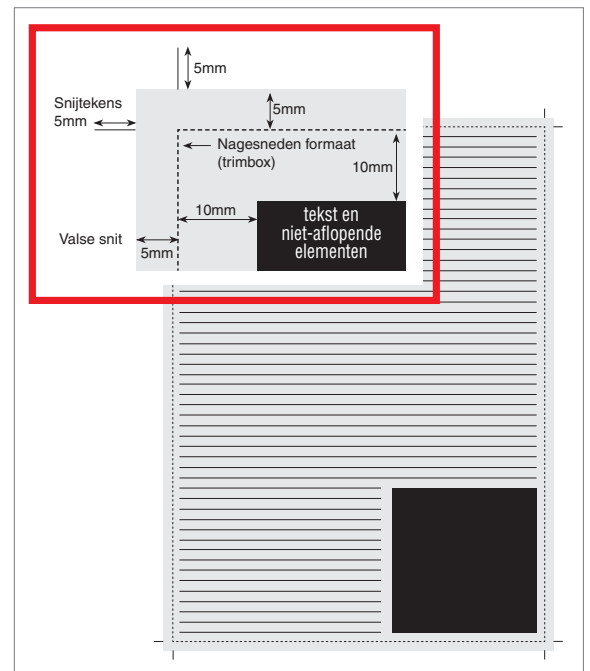 5mm
Snijtekens
5mm
5mm
Nagesneden formaat
(trimbox)
10mm
10mm
tekst en
niet-aflopende
elementen
Valse snit
5mm